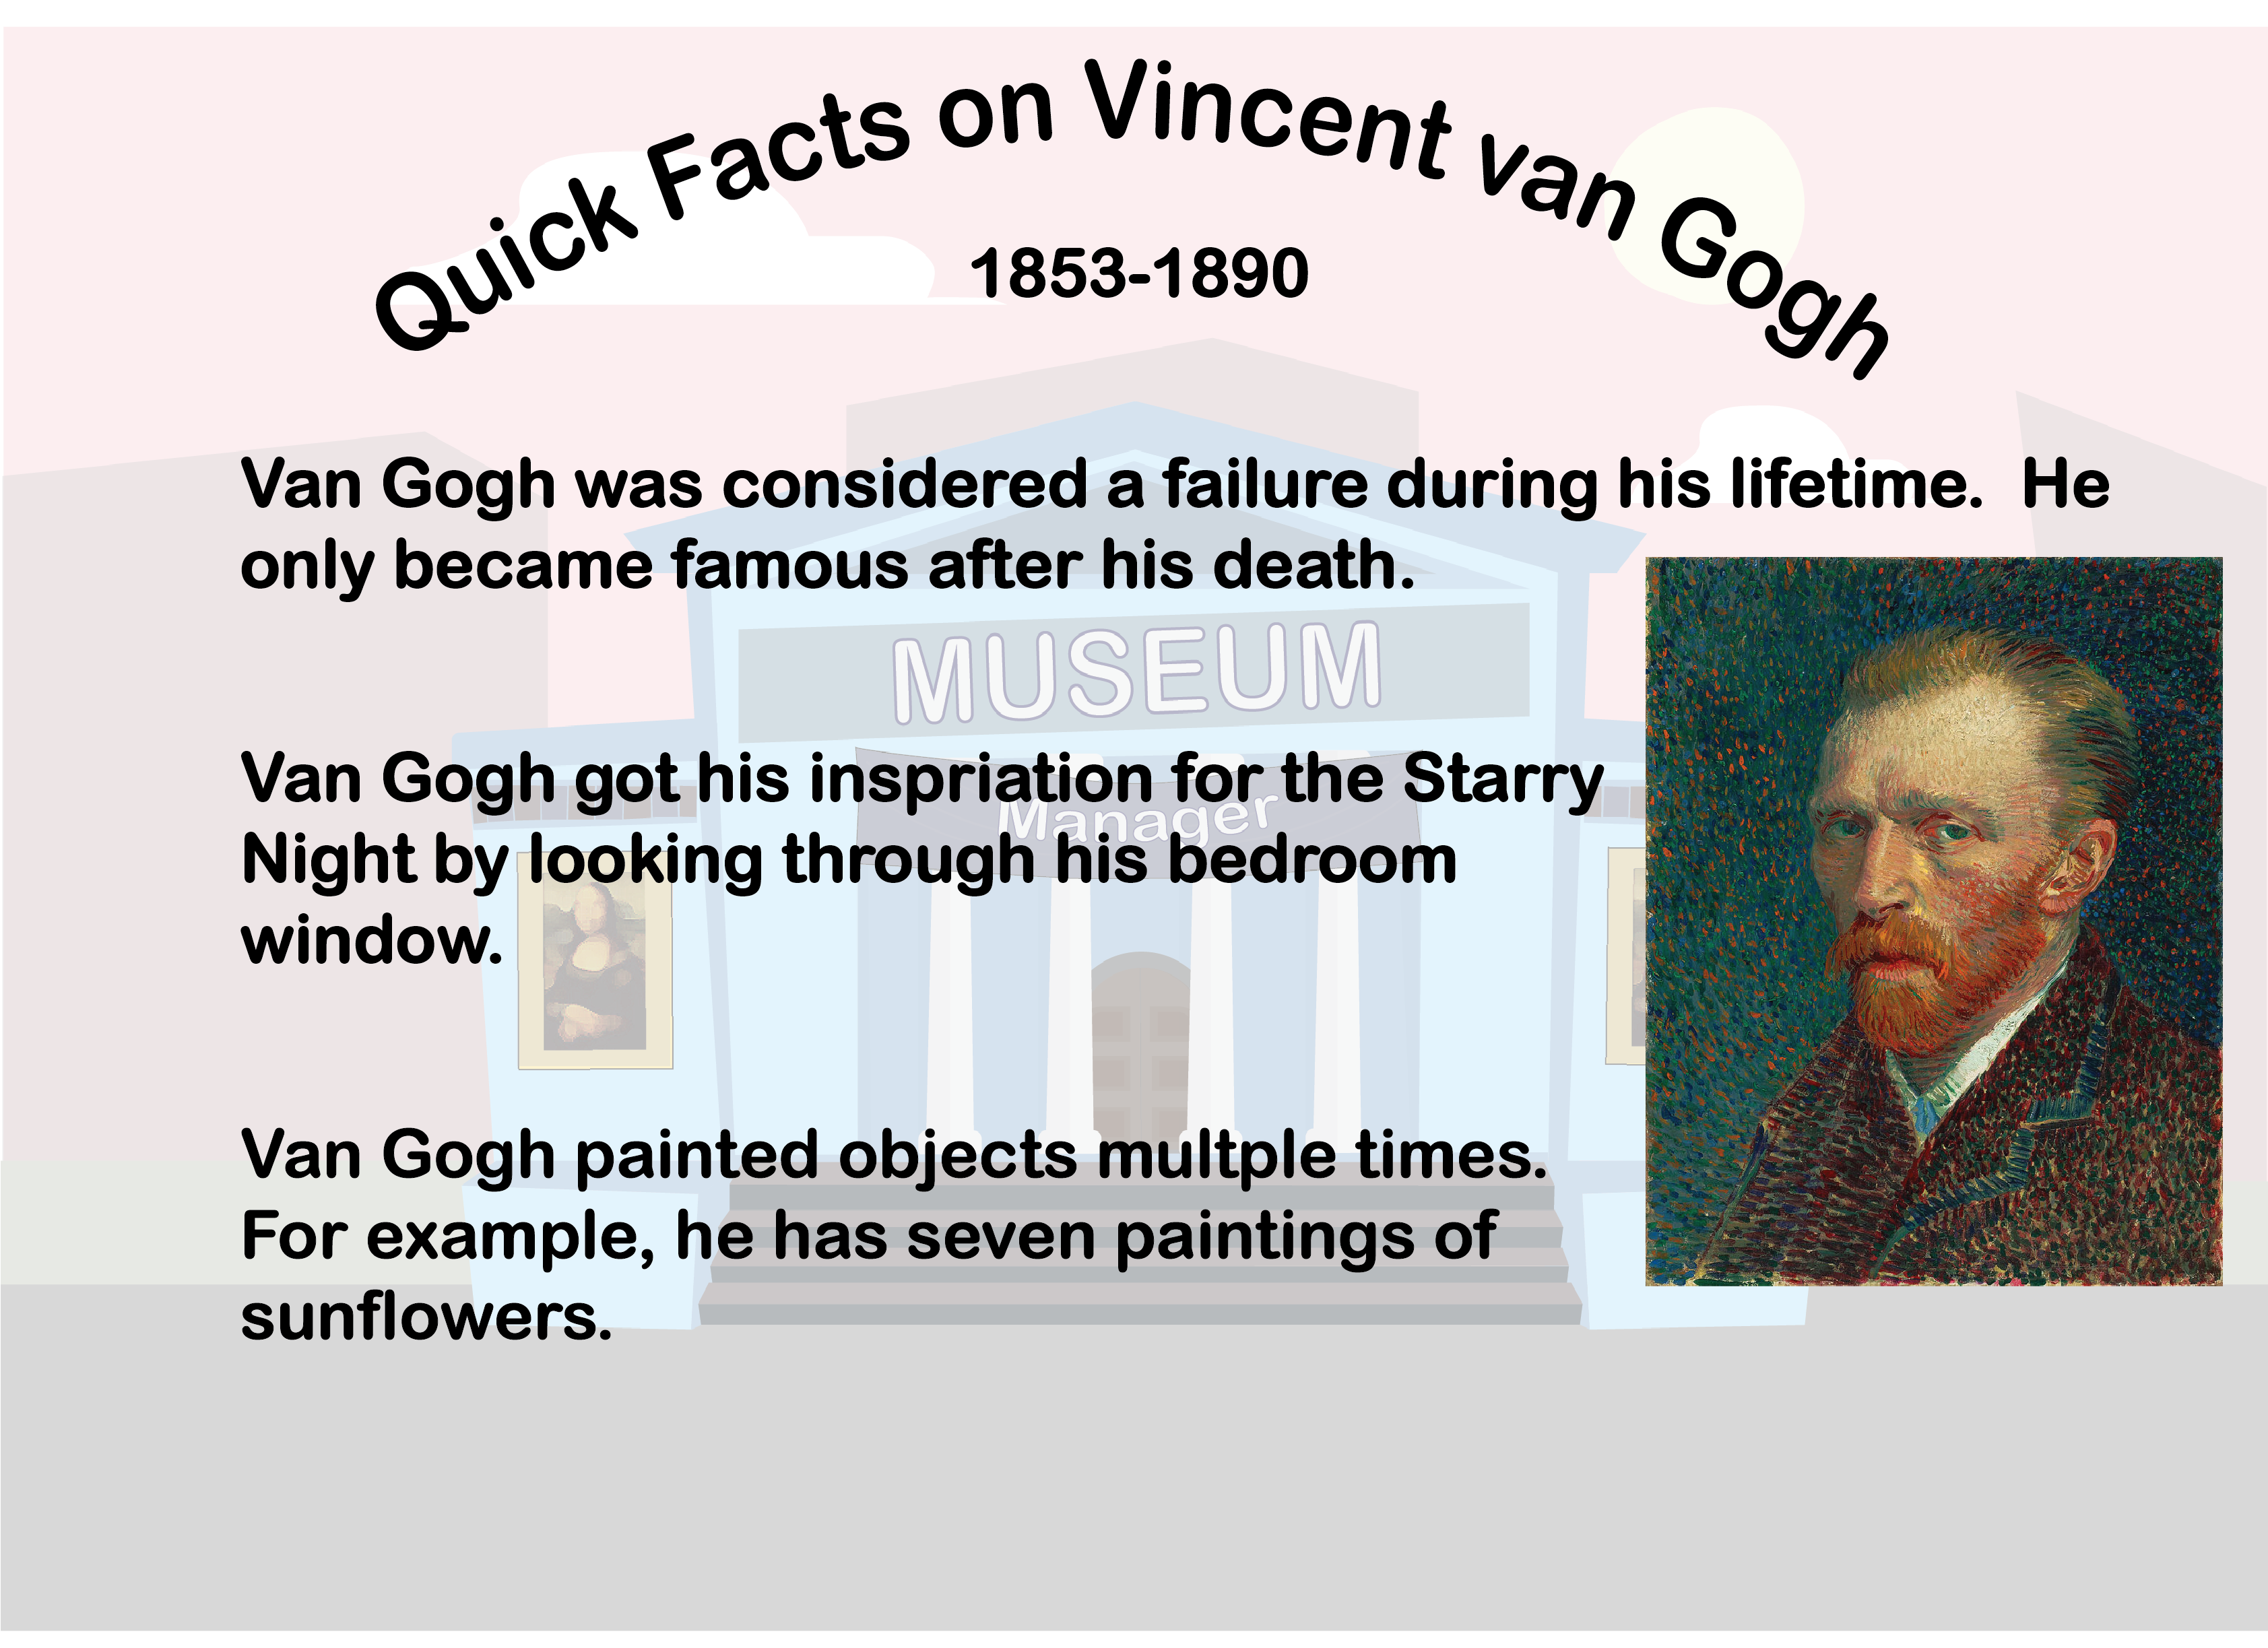 Quick Facts on Vincent van Gogh
1853-1890
Van Gogh was considered a failure during his lifetime.  He
only became famous after his death.
MUSEUM
Van Gogh got his inspriation for the Starry
Manager
Night by looking through his bedroom
window.
Van Gogh painted objects multple times.
For example, he has seven paintings of
sunflowers.